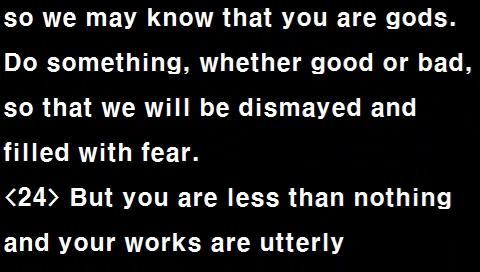 so we may know that you are gods.
Do something, whether good or bad,
so that we will be dismayed and
filled with fear.
<24> But you are less than nothing
and your works are utterly